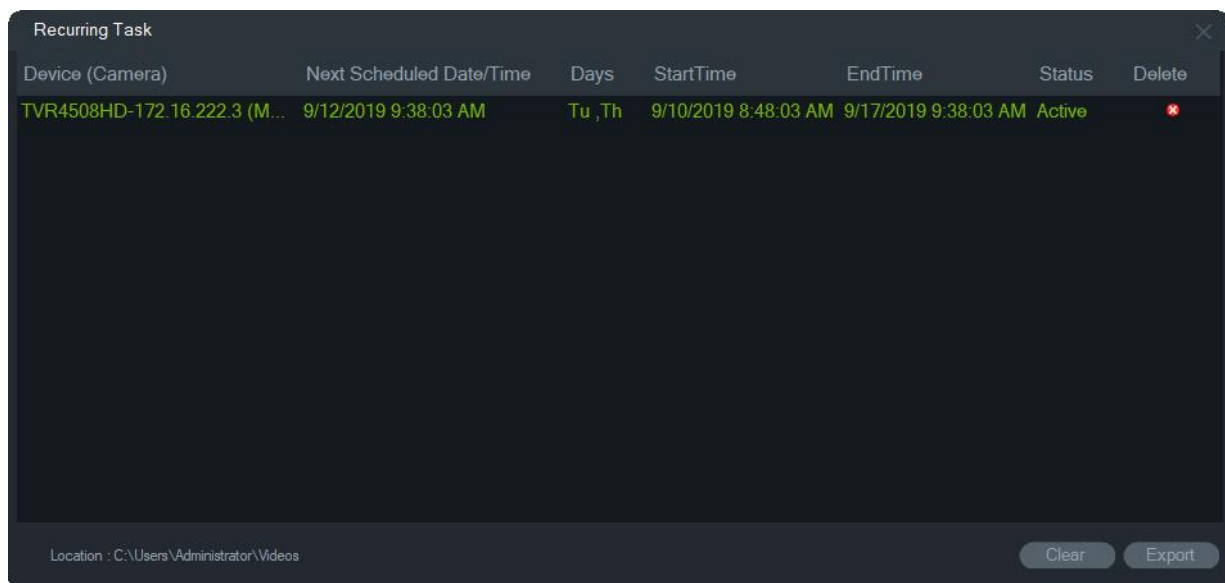 Recurring Task
Device (Camera) Next Scheduled Date/Time Days StartTime EndTime Status Delete
TVR4508HD-172.16.222.3 (M... 9/12/2019 9:38:03 AM Tu ,Th 9/10/2019 8:48:03 AM 9/17/2019 9:38:03 AM Active
Location : C:\Users\Administrator\Videos Clear Export